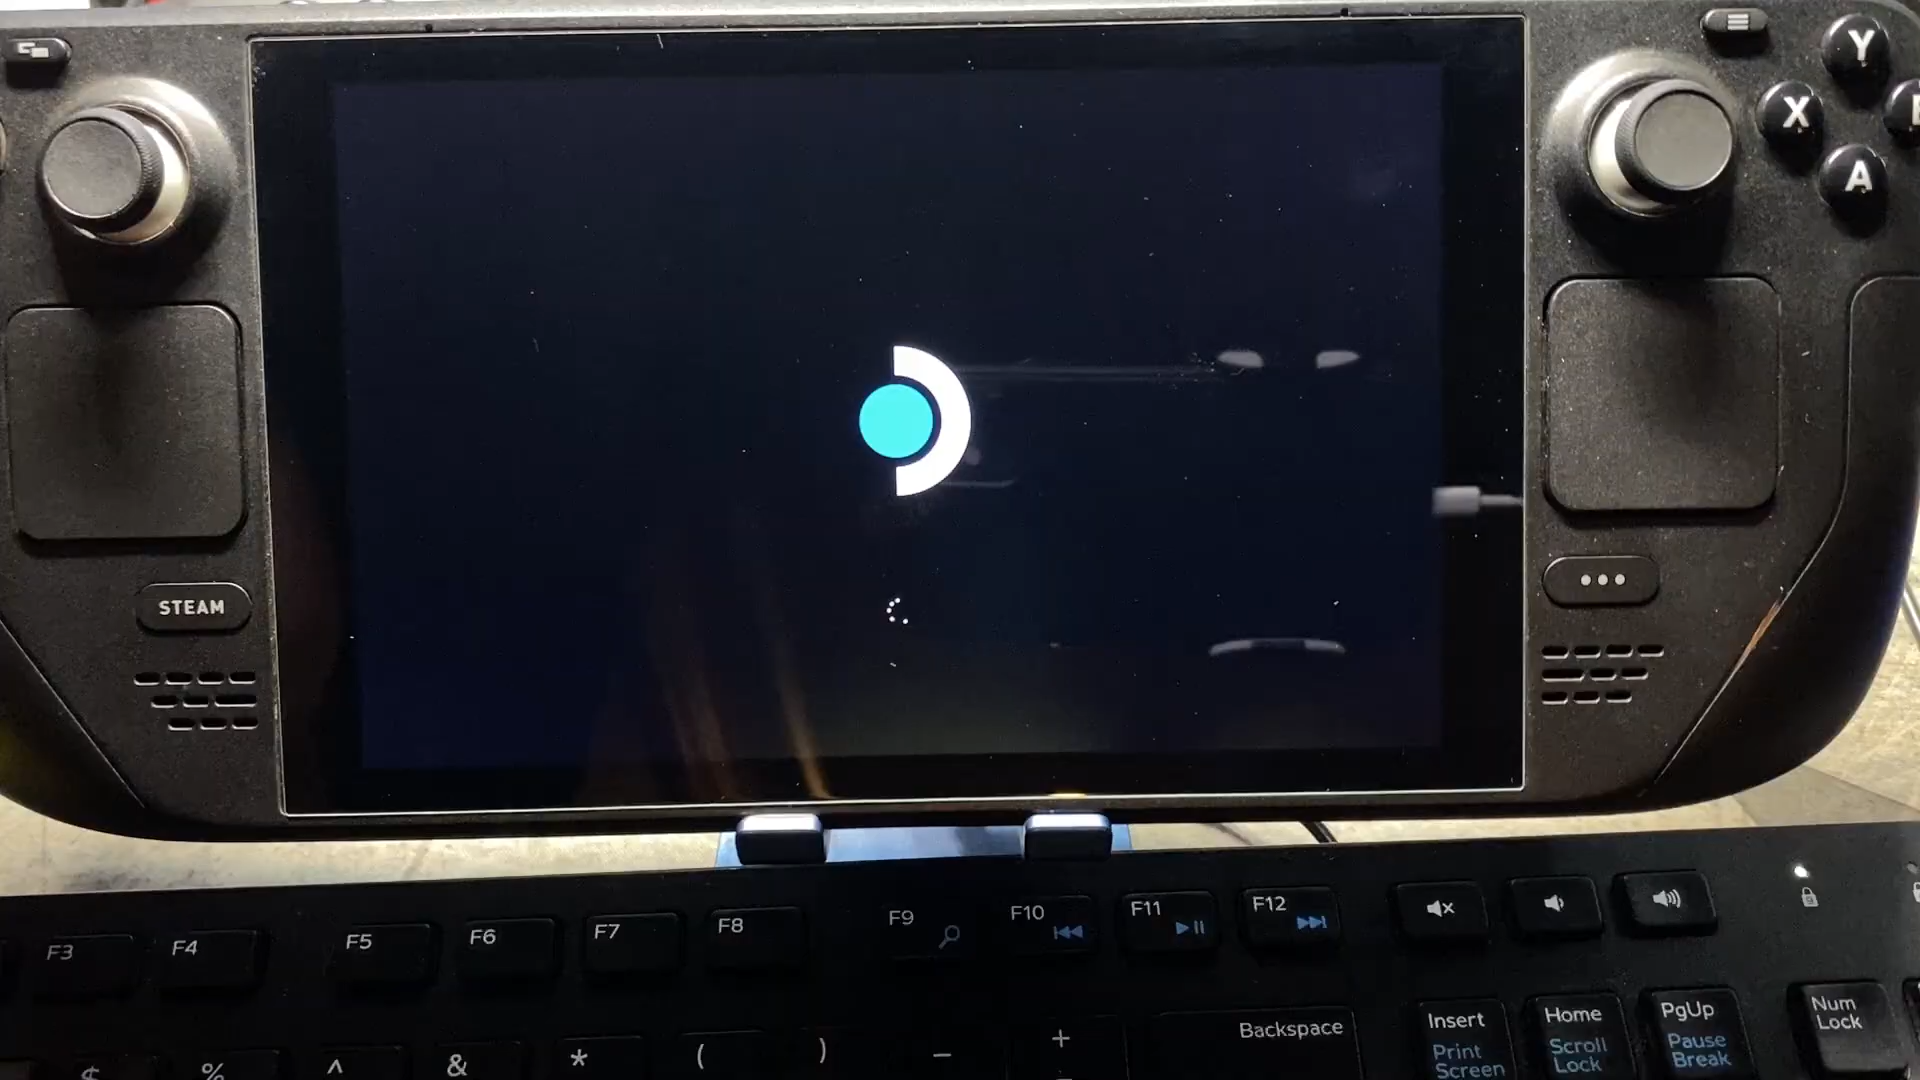 Y
X
A
STEAM
F3
F4
F5
F6
F7
F8
F9
F10
F11
F12
$
%
^
&
*
(
)
−
+
Backspace
Insert
Print
Screen
Home
Scroll
Lock
PgUp
Pause
Break
Num
Lock